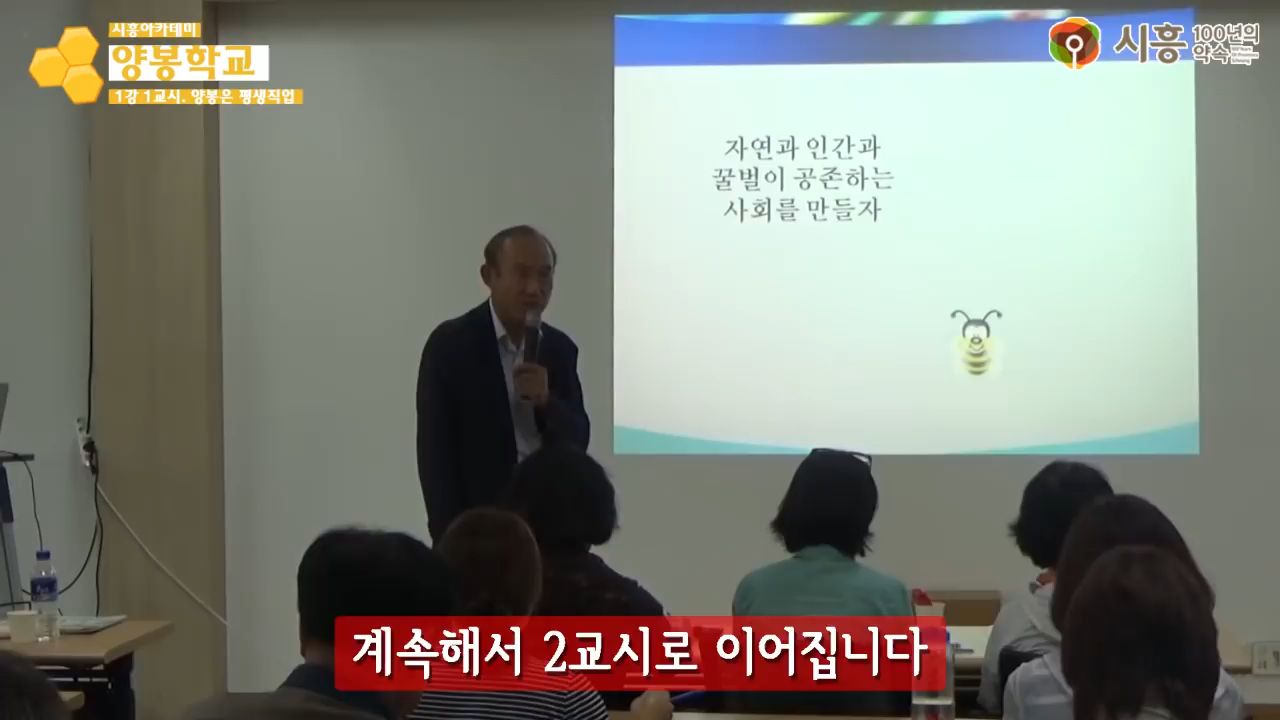 시흥아카데미
양봉학교
1강 1교시. 양봉은 평생직업
시흥 100년의
약속
자연과 인간과
꿀벌이 공존하는
사회를 만들자
계속해서 2교시로 이어집니다